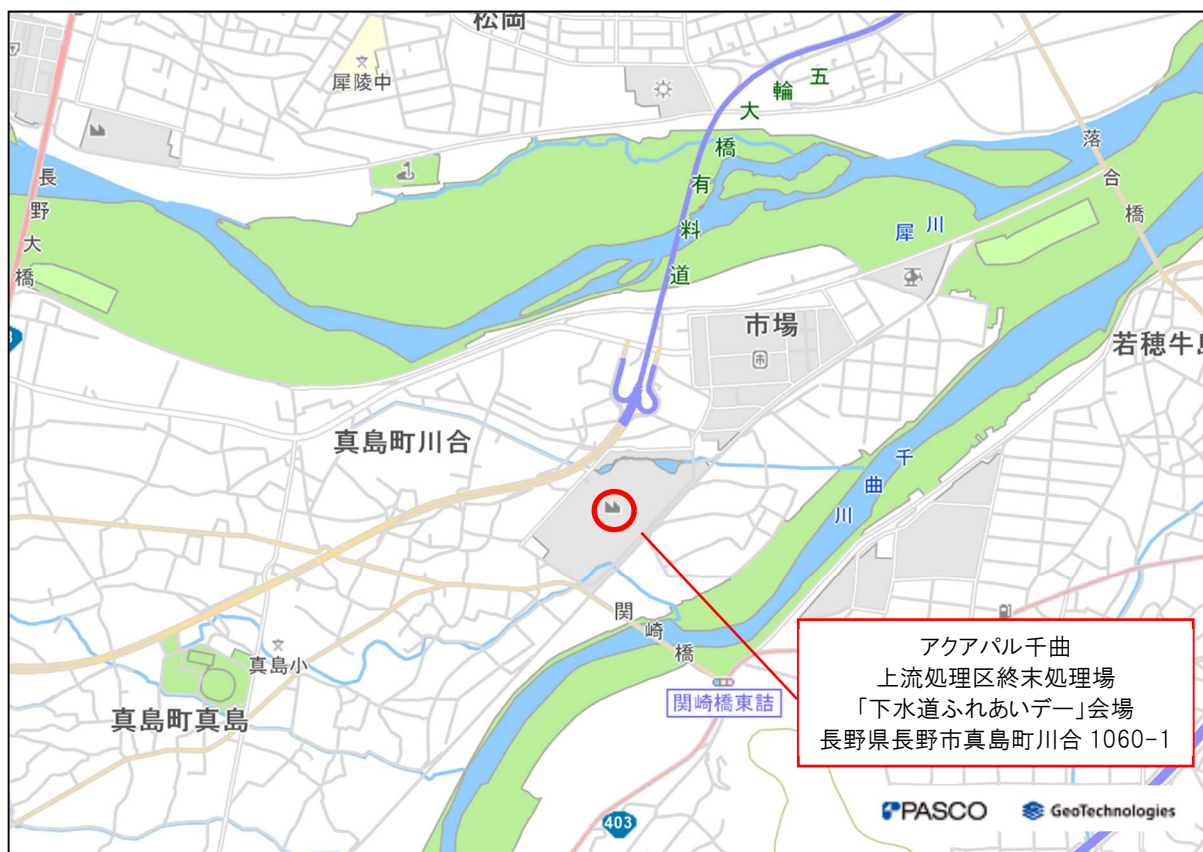 松岡
犀陵中
五輪大橋有料道
長野大橋
落合橋
犀川
市場
若穂牛島
真島町川合
千曲川
関崎橋
真島小
関崎橋東詰
真島町真島
アクアパル千曲
上流処理区終末処理場
「下水道ふれあいデー」会場
長野県長野市真島町川合 1060-1
403
PASCO
GeoTechnologies